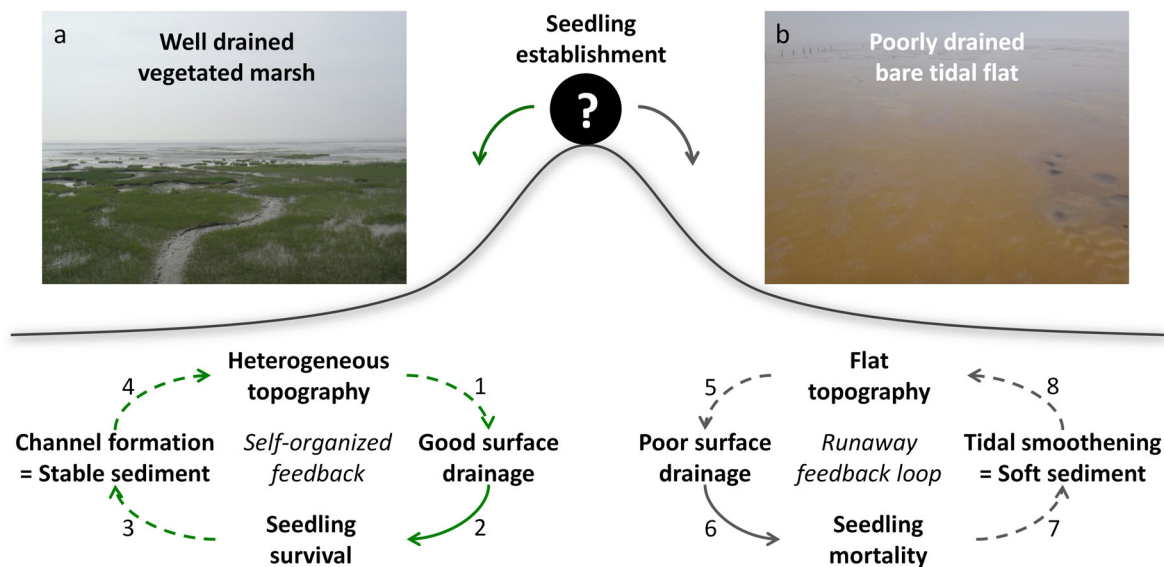 a
Well drained
vegetated marsh
Seedling
establishment
?
b
Poorly drained
bare tidal flat
Heterogeneous
topography
4
1
Channel formation
= Stable sediment
Self-organized
feedback
Good surface
drainage
3
2
Seedling
survival
Flat
topography
5
8
Poor surface
drainage
Runaway
feedback loop
Tidal smoothening
= Soft sediment
6
7
Seedling
mortality